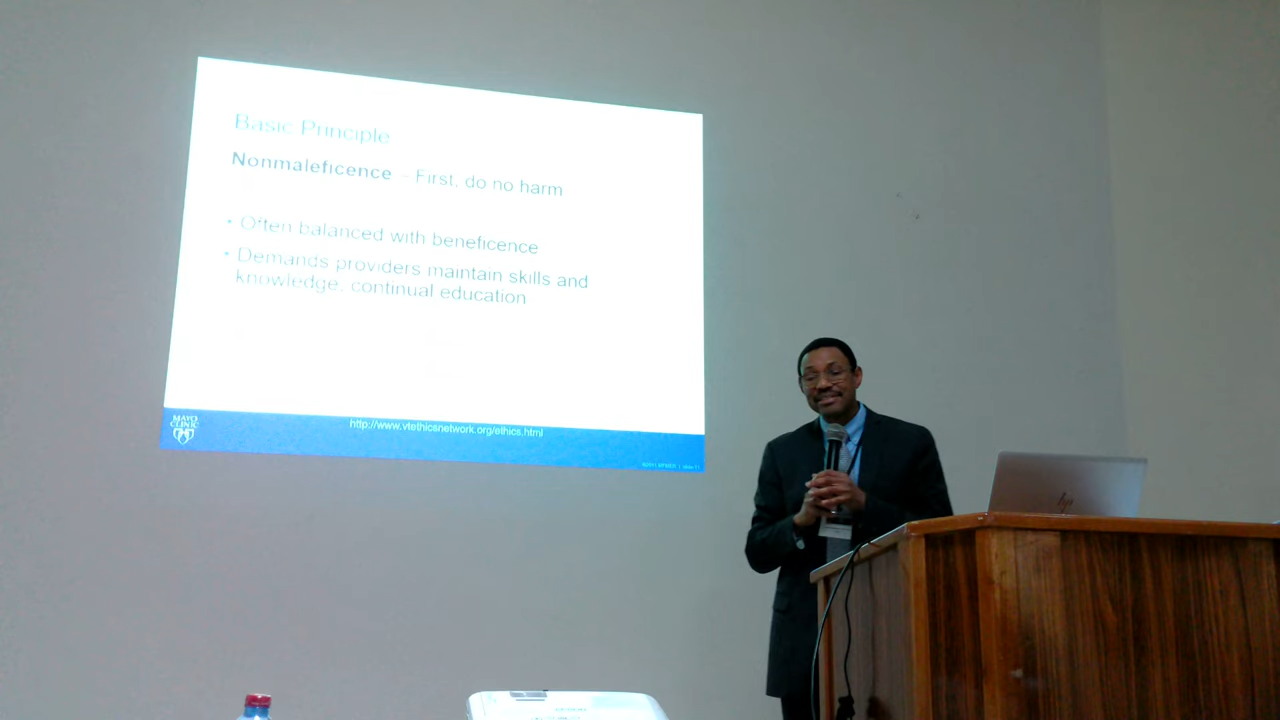 Basic Principle
Nonmaleficence - First, do no harm
• Often balanced with beneficence
• Demands providers maintain skills and
knowledge, continual education
MAYO
CLINIC
http://www.vtethicsnetwork.org/ethics.html
hp